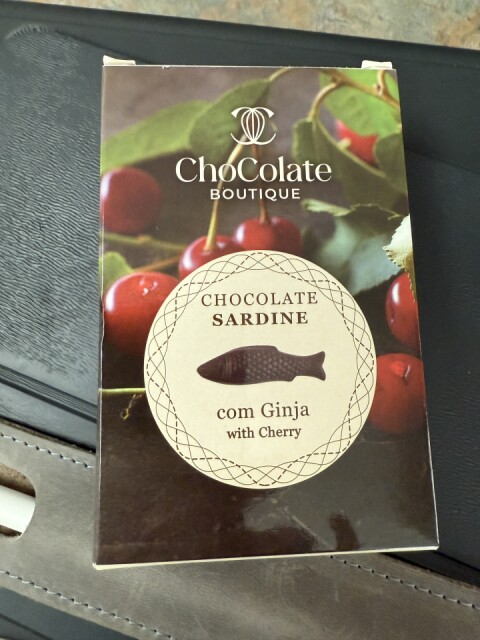 ChoColate
BOUTIQUE
CHOCOLATE
SARDINE
com Ginja
with Cherry